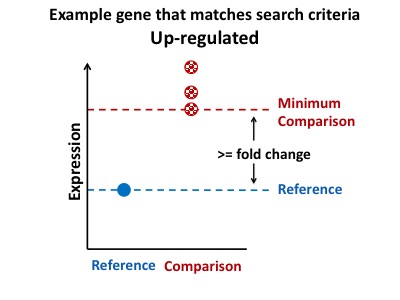 Example gene that matches search criteria
Up-regulated
Minimum
Comparison
>= fold change
Reference
Expression
Reference Comparison